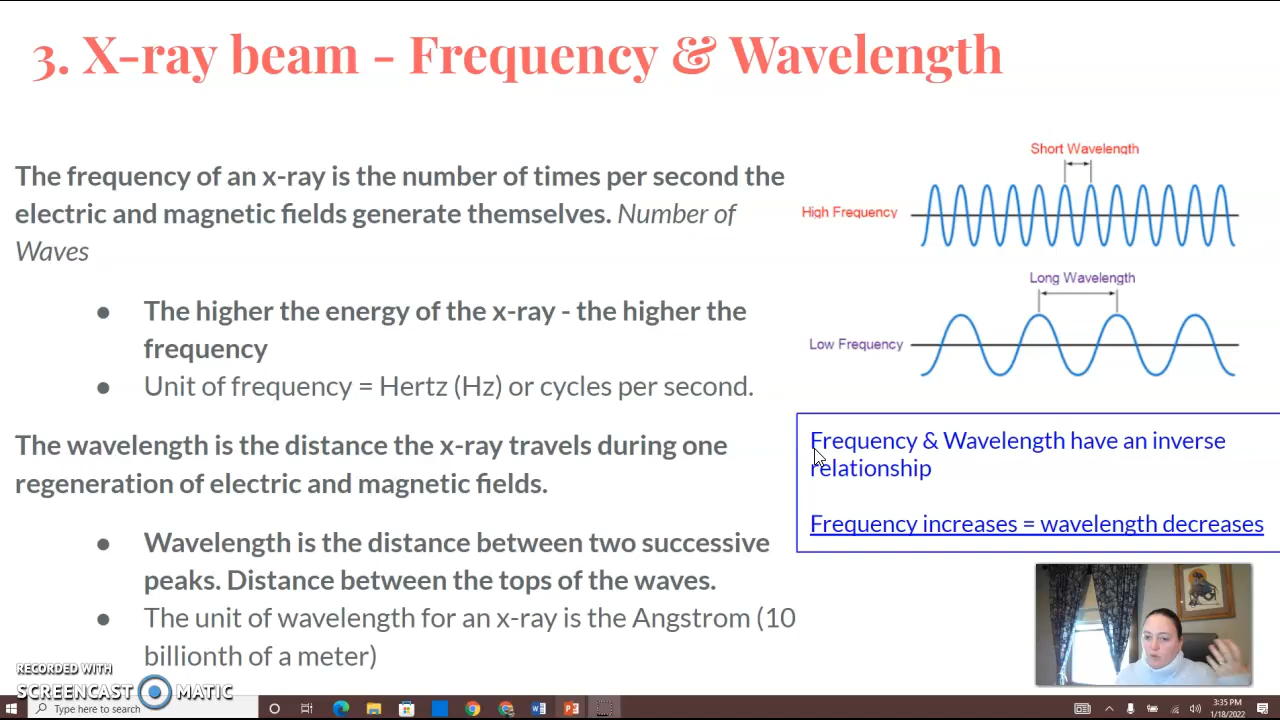 3. X-ray beam - Frequency & Wavelength
The frequency of an x-ray is the number of times per second the
electric and magnetic fields generate themselves. Number of
Waves
● The higher the energy of the x-ray - the higher the
frequency
● Unit of frequency = Hertz (Hz) or cycles per second.
The wavelength is the distance the x-ray travels during one
regeneration of electric and magnetic fields.
● Wavelength is the distance between two successive
peaks. Distance between the tops of the waves.
● The unit of wavelength for an x-ray is the Angstrom (10
billionth of a meter)
Short Wavelength
High Frequency
Long Wavelength
Low Frequency
Frequency & Wavelength have an inverse
relationship
Frequency increases = wavelength decreases
RECORDED WITH
SCREENCAST MATIC
Type here to search
3:35 PM
1/18/2022